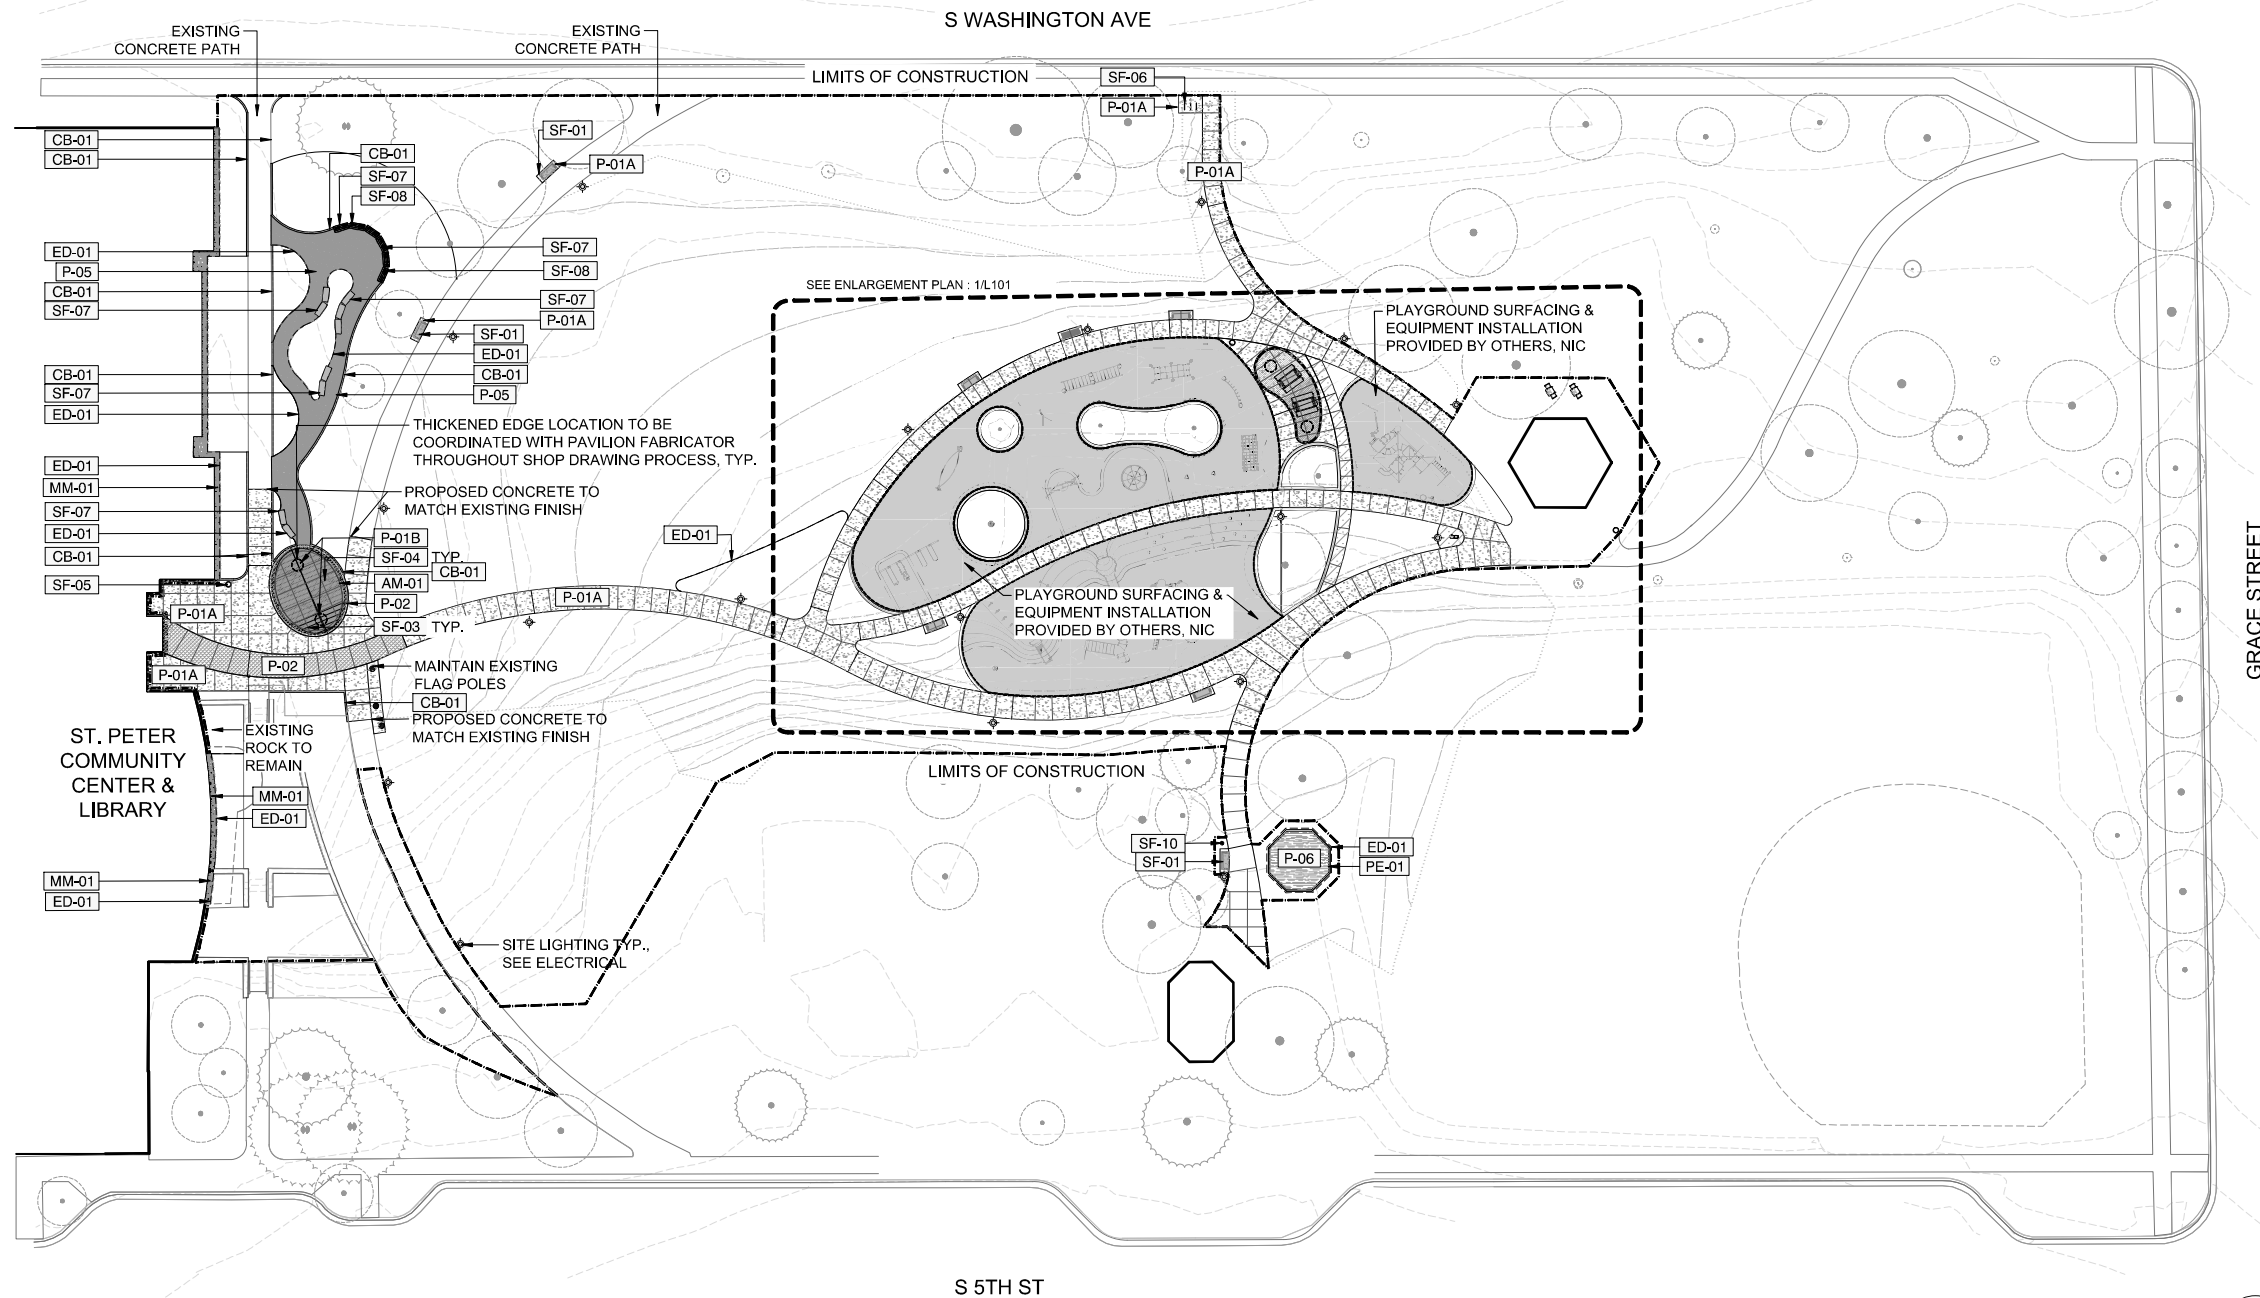 S WASHINGTON AVE
EXISTING
CONCRETE PATH
EXISTING
CONCRETE PATH
LIMITS OF CONSTRUCTION
SF-06
P-01A
SF-01
P-01A
P-01A
CB-01
CB-01
CB-01
SF-07
SF-08
ED-01
P-05
CB-01
SF-07
SF-07
SF-08
SF-07
P-01A
SF-01
ED-01
CB-01
P-05
CB-01
SF-07
ED-01
SEE ENLARGEMENT PLAN : 1/L101
PLAYGROUND SURFACING &
EQUIPMENT INSTALLATION
PROVIDED BY OTHERS, NIC
THICKENED EDGE LOCATION TO BE
COORDINATED WITH PAVILION FABRICATOR
THROUGHOUT SHOP DRAWING PROCESS, TYP.
ED-01
MM-01
SF-07
ED-01
CB-01
SF-05
PROPOSED CONCRETE TO
MATCH EXISTING FINISH
P-01B
SF-04 TYP.
CB-01
AM-01
P-02
SF-03 TYP.
ED-01
P-01A
P-01A
P-02
P-01A
PLAYGROUND SURFACING &
EQUIPMENT INSTALLATION
PROVIDED BY OTHERS, NIC
GRACE STREET
MAINTAIN EXISTING
FLAG POLES
CB-01
PROPOSED CONCRETE TO
MATCH EXISTING FINISH
ST. PETER
COMMUNITY
CENTER &
LIBRARY
EXISTING
ROCK TO
REMAIN
MM-01
ED-01
MM-01
ED-01
LIMITS OF CONSTRUCTION
SF-10
SF-01
P-06
ED-01
PE-01
SITE LIGHTING TYP.,
SEE ELECTRICAL
S 5TH ST